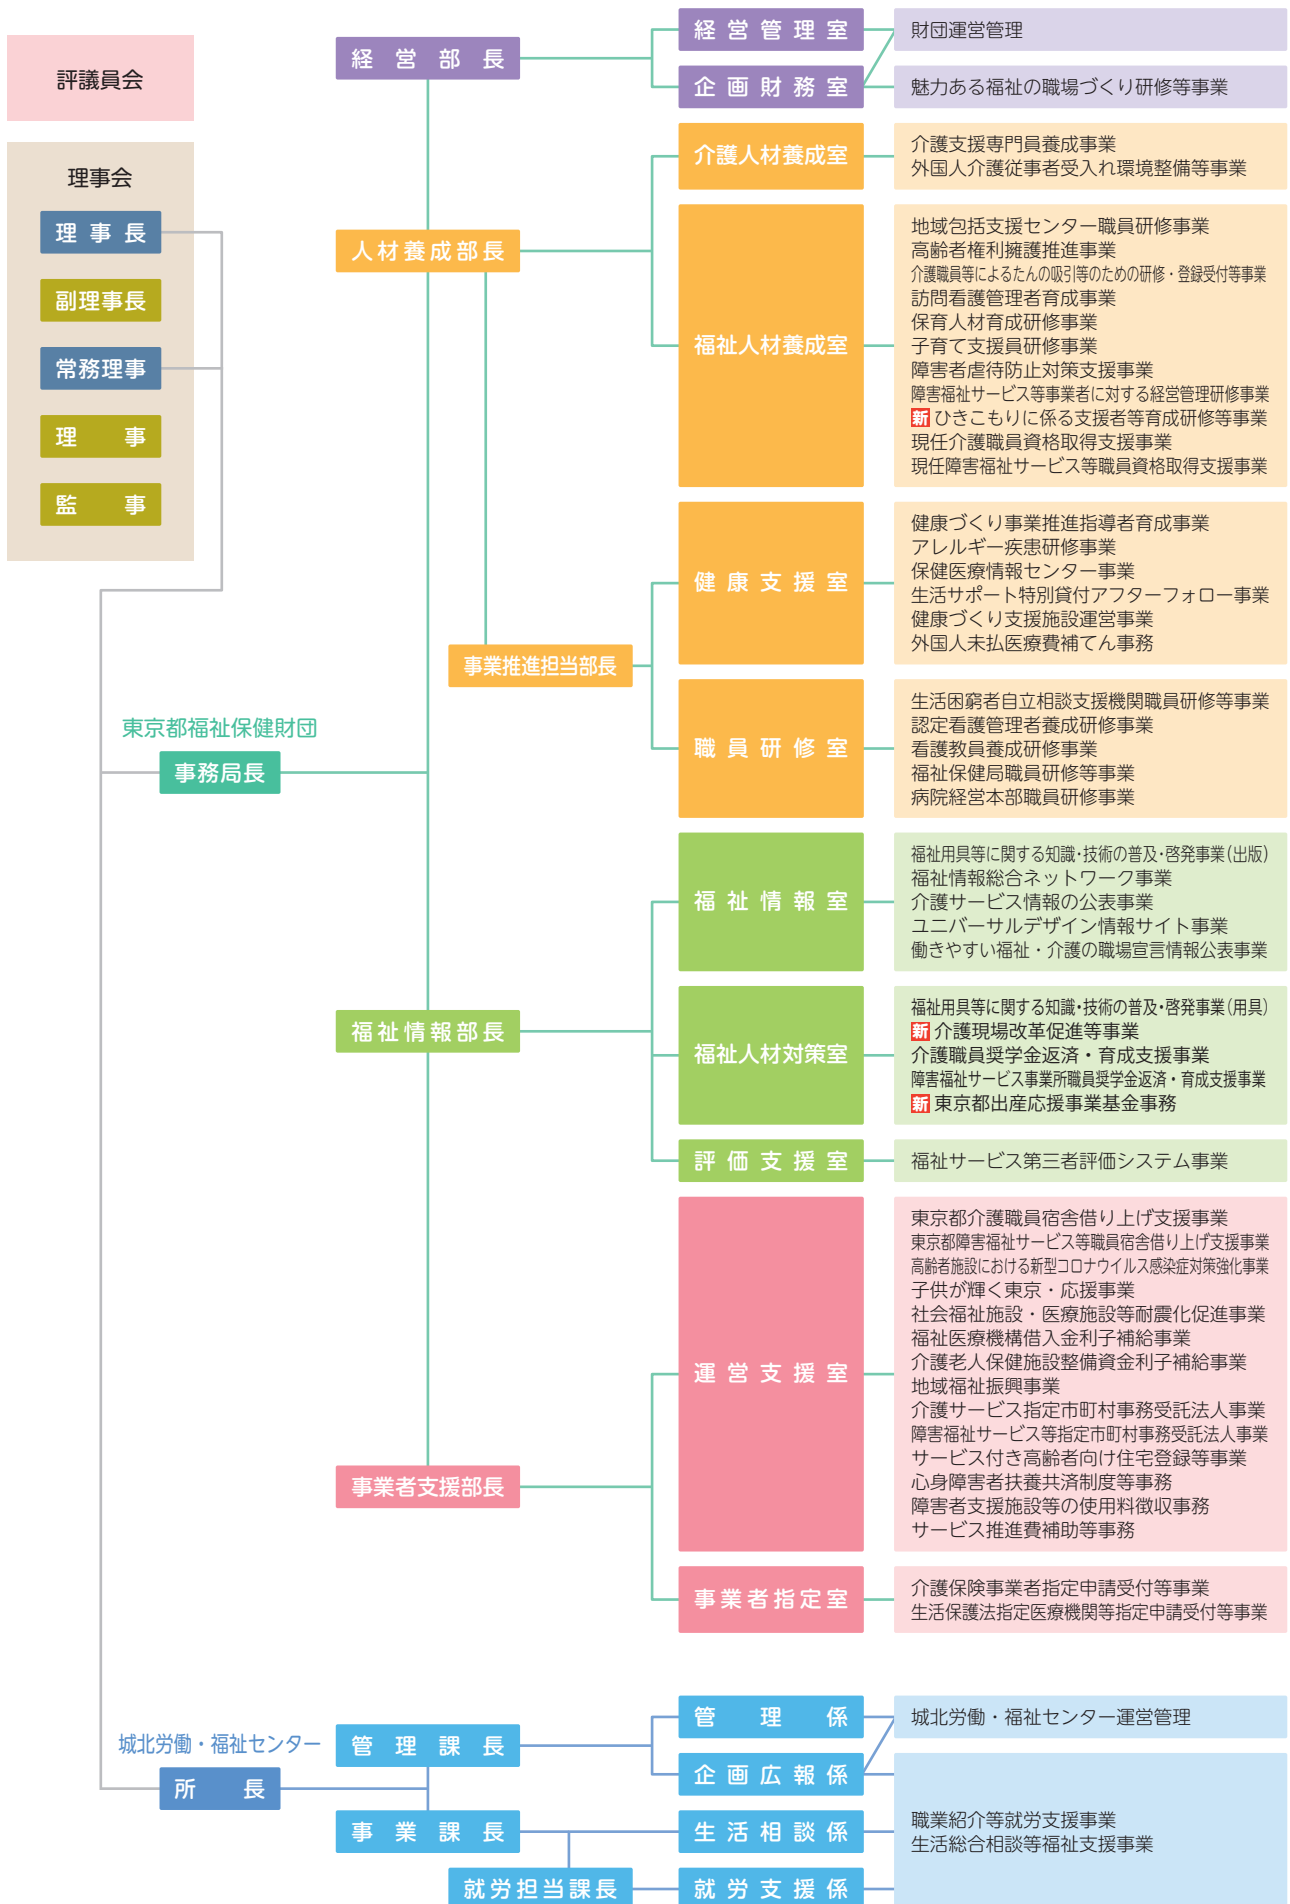 評議員会
理事会
理事長
副理事長
常務理事
理事
監事
東京都福祉保健財団
事務局長
経営部長
経営管理室
財団運営管理
企画財務室
魅力ある福祉の職場づくり研修等事業
人材養成部長
介護人材養成室
介護支援専門員養成事業
外国人介護従事者受入れ環境整備等事業
福祉人材養成室
地域包括支援センター職員研修事業
高齢者権利擁護推進事業
介護職員等によるたんの吸引等のための研修・登録受付等事業
訪問看護管理者育成事業
保育人材育成研修事業
子育て支援員研修事業
障害者虐待防止対策支援事業
障害福祉サービス等事業者に対する経営管理研修事業
新 ひきこもりに係る支援者等育成研修等事業
現任介護職員資格取得支援事業
現任障害福祉サービス等職員資格取得支援事業
事業推進担当部長
健康支援室
健康づくり事業推進指導者育成事業
アレルギー疾患研修事業
保健医療情報センター事業
生活サポート特別貸付アフターフォロー事業
健康づくり支援施設運営事業
外国人未払医療費補てん事務
職員研修室
生活困窮者自立相談支援機関職員研修等事業
認定看護管理者養成研修事業
看護教員養成研修事業
福祉保健局職員研修等事業
病院経営本部職員研修事業
福祉情報部長
福祉情報室
福祉用具等に関する知識・技術の普及・啓発事業(出版)
福祉情報総合ネットワーク事業
介護サービス情報の公表事業
ユニバーサルデザイン情報サイト事業
働きやすい福祉・介護の職場宣言情報公表事業
福祉人材対策室
福祉用具等に関する知識・技術の普及・啓発事業(用具)
新 介護現場改革促進等事業
介護職員奨学金返済・育成支援事業
障害福祉サービス事業所職員奨学金返済・育成支援事業
新 東京都出産応援事業基金事務
評価支援室
福祉サービス第三者評価システム事業
事業者支援部長
運営支援室
東京都介護職員宿舎借り上げ支援事業
東京都障害福祉サービス等職員宿舎借り上げ支援事業
高齢者施設における新型コロナウイルス感染症対策強化事業
子供が輝く東京・応援事業
社会福祉施設・医療施設等耐震化促進事業
福祉医療機構借入金利子補給事業
介護老人保健施設整備資金利子補給事業
地域福祉振興事業
介護サービス指定市町村事務受託法人事業
障害福祉サービス等指定市町村事務受託法人事業
サービス付き高齢者向け住宅登録等事業
心身障害者扶養共済制度等事務
障害者支援施設等の使用料徴収事務
サービス推進費補助等事務
事業者指定室
介護保険事業者指定申請受付等事業
生活保護法指定医療機関等指定申請受付等事業
城北労働・福祉センター
所長
管理課長
管理係
城北労働・福祉センター運営管理
企画広報係
事業課長
生活相談係
職業紹介等就労支援事業
生活総合相談等福祉支援事業
就労担当課長
就労支援係